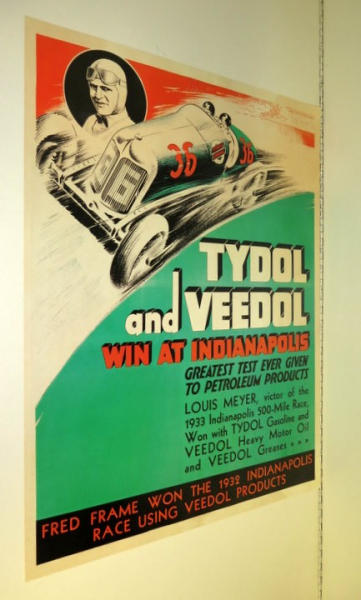 36
36
TYDOL
and VEEDOL
WIN AT INDIANAPOLIS
GREATEST TEST EVER GIVEN
TO PETROLEUM PRODUCTS
LOUIS MEYER, victor of the
1933 Indianapolis 500-Mile Race,
Won with TYDOL Gasoline and
VEEDOL Heavy Motor Oil
and VEEDOL Greases • • •
FRED FRAME WON THE 1932 INDIANAPOLIS
RACE USING VEEDOL PRODUCTS